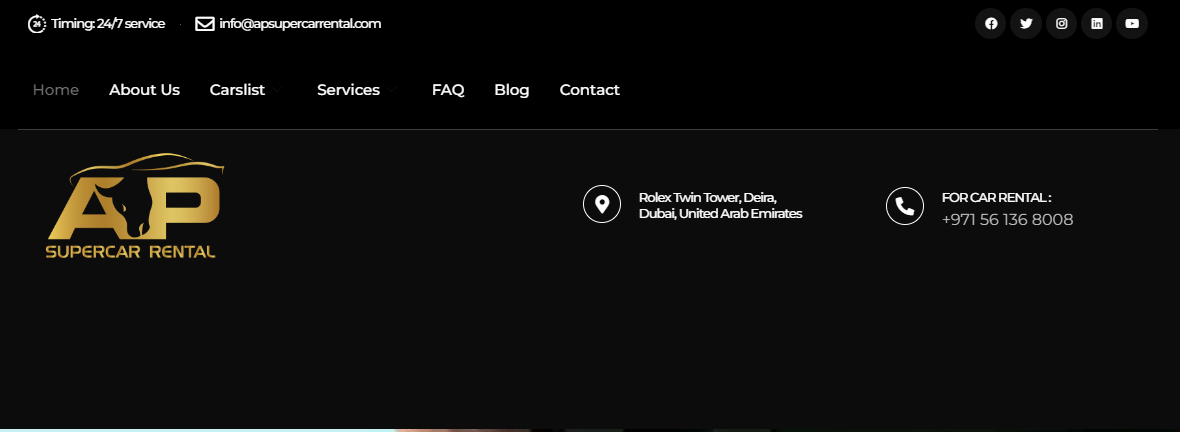 24
Timing: 24/7 service
info@apsupercarrental.com
Home About Us Carslist Services FAQ Blog Contact
AP
SUPERCAR RENTAL
Rolex Twin Tower, Deira,
Dubai, United Arab Emirates
FOR CAR RENTAL :
+971 56 136 8008